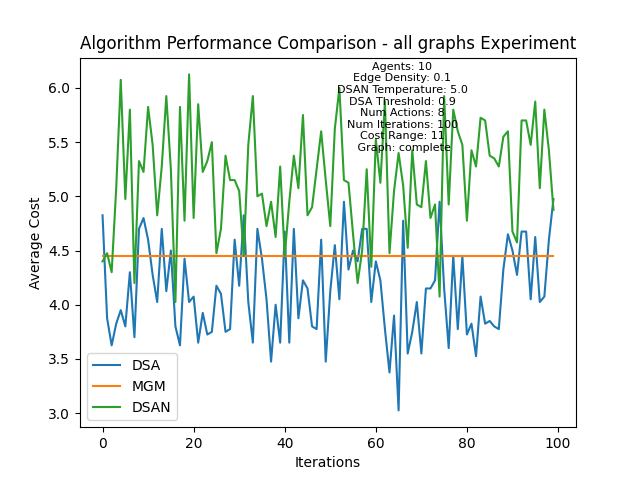 Algorithm Performance Comparison - all graphs Experiment
Agents: 10
Edge Density: 0.1
DSAN Temperature: 5.0
DSA Threshold: 0.9
Num Actions: 8
Num Iterations: 100
Cost Range: 11
Graph: complete
6.0
5.5
5.0
4.5
4.0
3.5
3.0
Average Cost
DSA
MGM
DSAN
0 20 40 60 80 100
Iterations